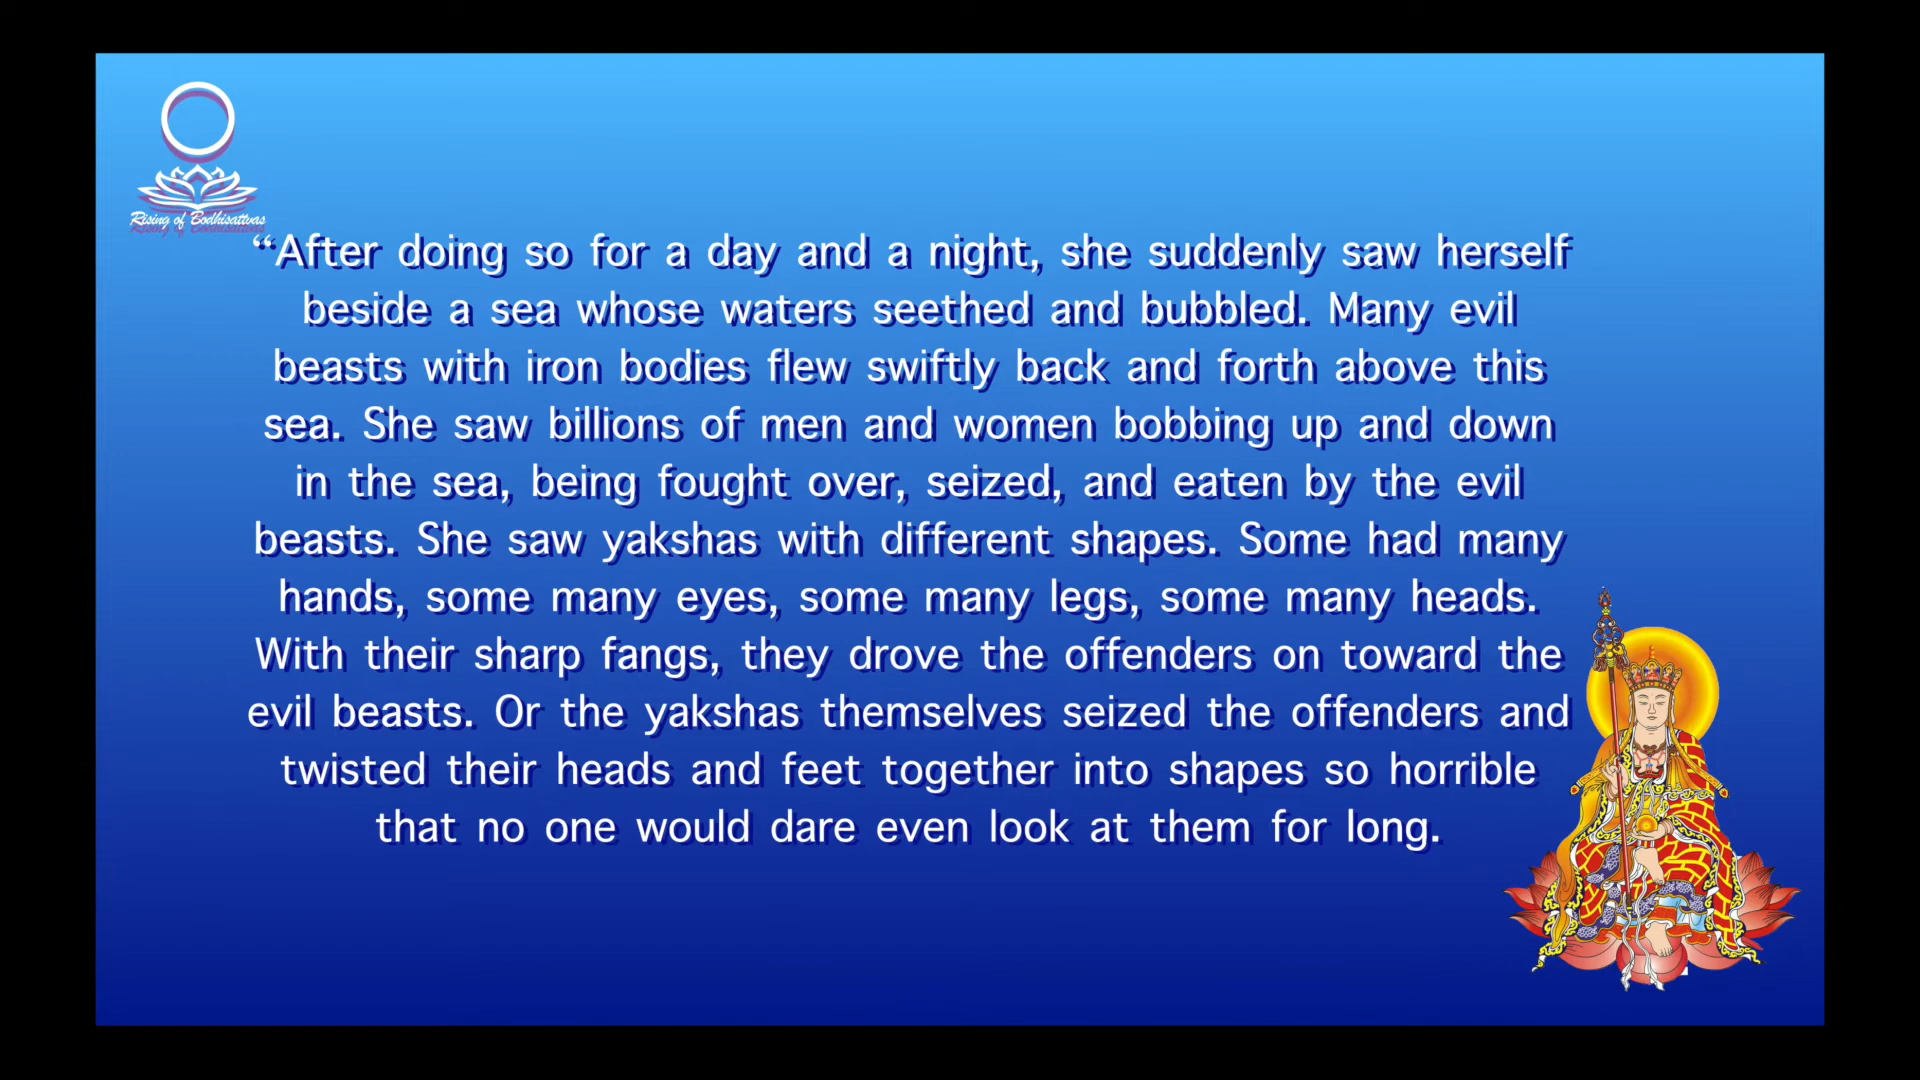 Rising of Bodhisattvas
“After doing so for a day and a night, she suddenly saw herself
beside a sea whose waters seethed and bubbled. Many evil
beasts with iron bodies flew swiftly back and forth above this
sea. She saw billions of men and women bobbing up and down
in the sea, being fought over, seized, and eaten by the evil
beasts. She saw yakshas with different shapes. Some had many
hands, some many eyes, some many legs, some many heads.
With their sharp fangs, they drove the offenders on toward the
evil beasts. Or the yakshas themselves seized the offenders and
twisted their heads and feet together into shapes so horrible
that no one would dare even look at them for long.